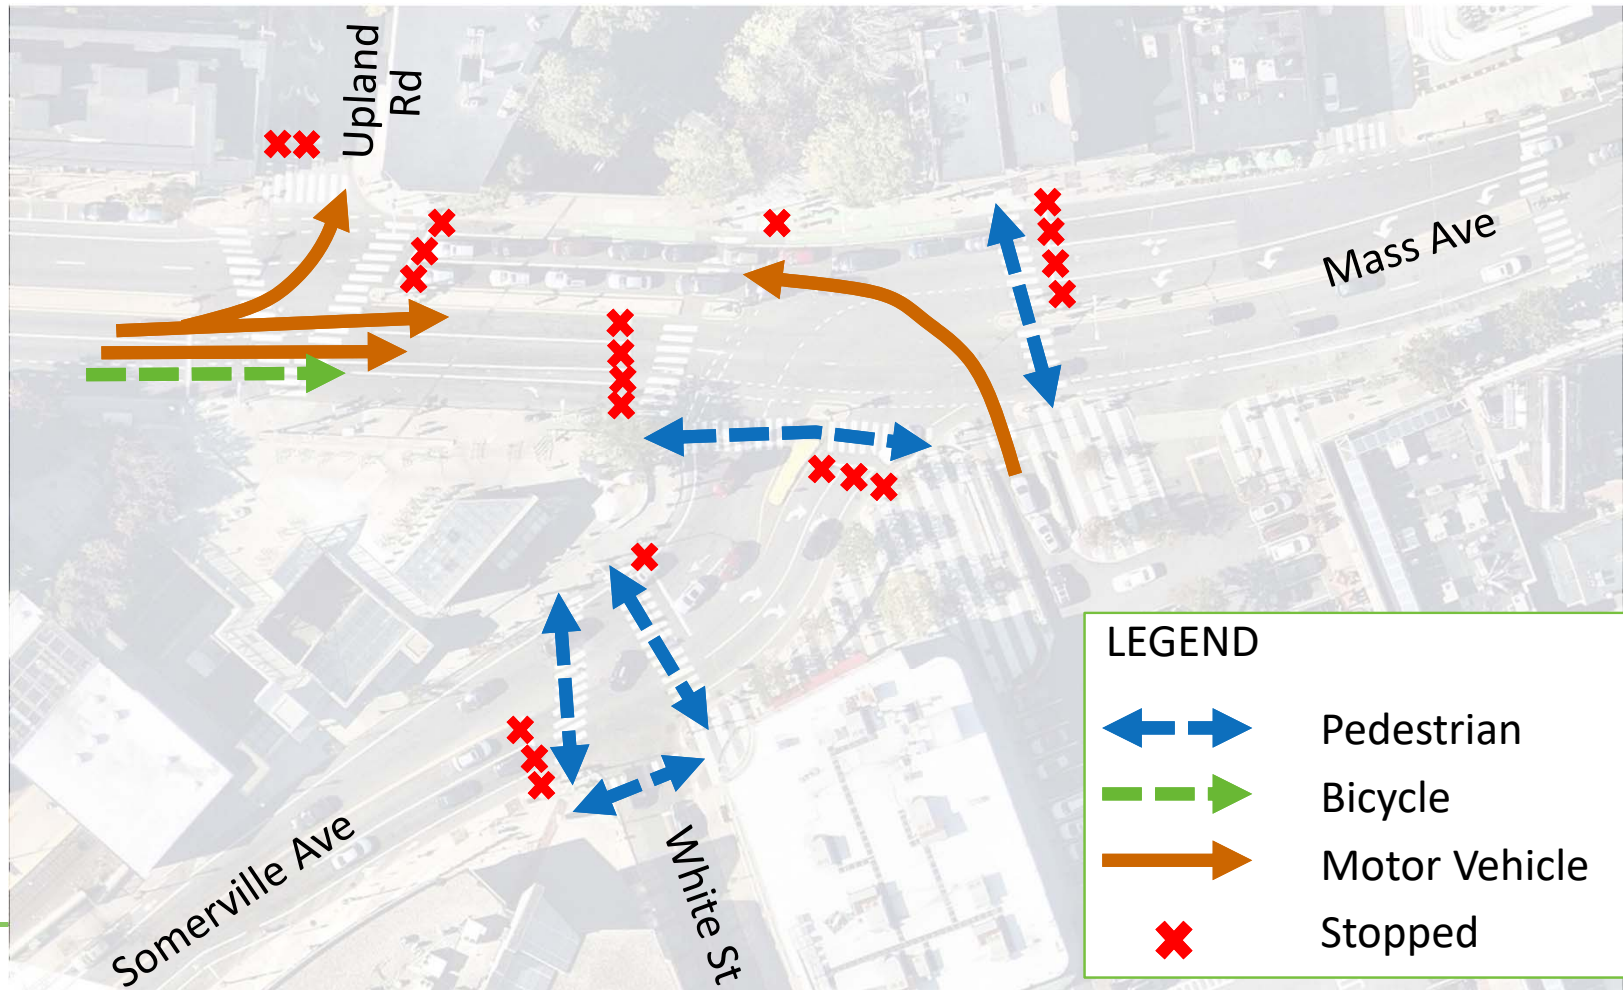 Upland
Rd
Mass Ave
Somerville Ave
White St
LEGEND
Pedestrian
Bicycle
Motor Vehicle
Stopped